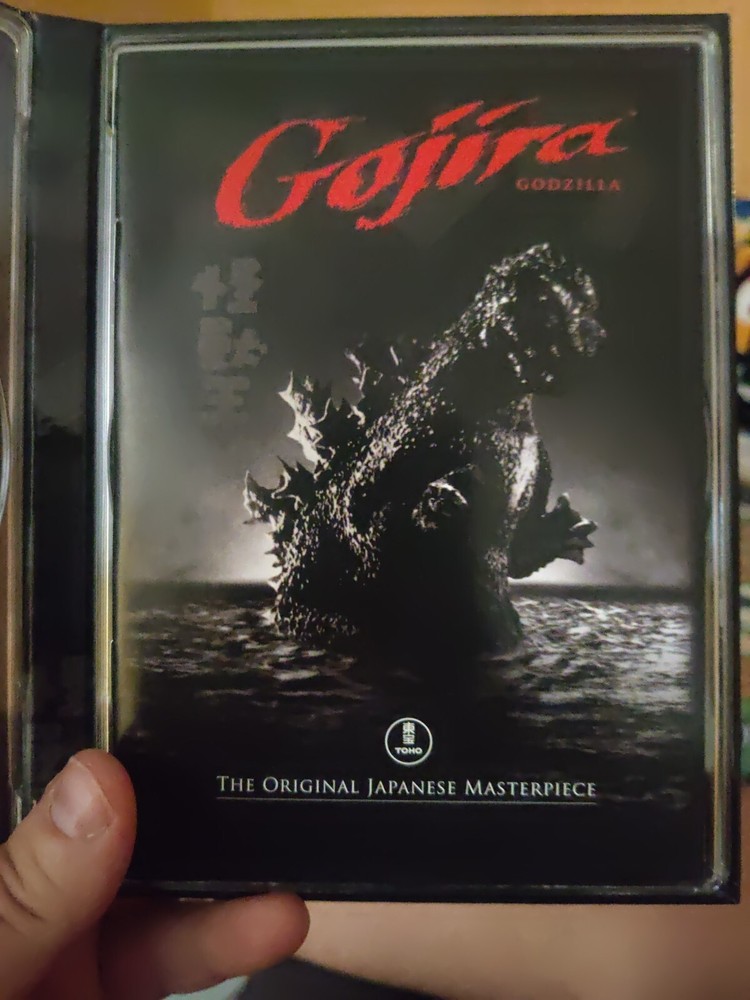 Gojira
GODZILLA
怪
獣
王
東
宝
TOHO
THE ORIGINAL JAPANESE MASTERPIECE